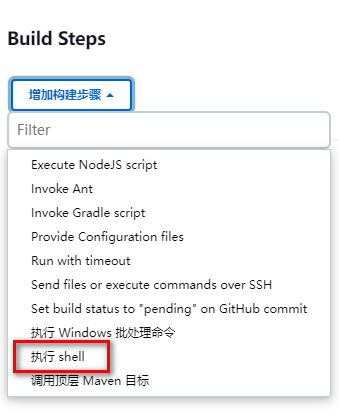 Build Steps
增加构建步骤
Filter
Execute NodeJS script
Invoke Ant
Invoke Gradle script
Provide Configuration files
Run with timeout
Send files or execute commands over SSH
Set build status to "pending" on GitHub commit
执行 Windows 批处理命令
执行 shell
调用顶层 Maven 目标